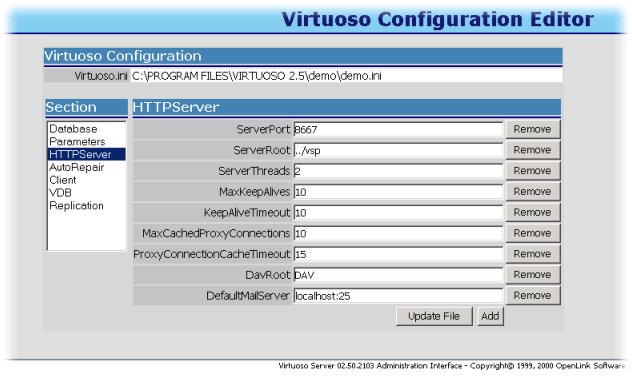 Virtuoso Configuration Editor
Virtuoso Configuration
Virtuoso.ini C:\PROGRAM FILES\VIRTUOSO 2.5\demo\demo.ini
Section HTTPServer
Database ServerPort 8667 Remove
Parameters
HTTPServer ServerRoot ../vsp Remove
AutoRepair ServerThreads 2 Remove
Client
VDB MaxKeepAlives 10 Remove
Replication KeepAliveTimeout 10 Remove
MaxCachedProxyConnections 10 Remove
ProxyConnectionCacheTimeout 15 Remove
DavRoot DAV Remove
DefaultMailServer localhost:25 Remove
Update File Add
Virtuoso Server 02.50.2103 Administration Interface - Copyright© 1999, 2000 OpenLink Software